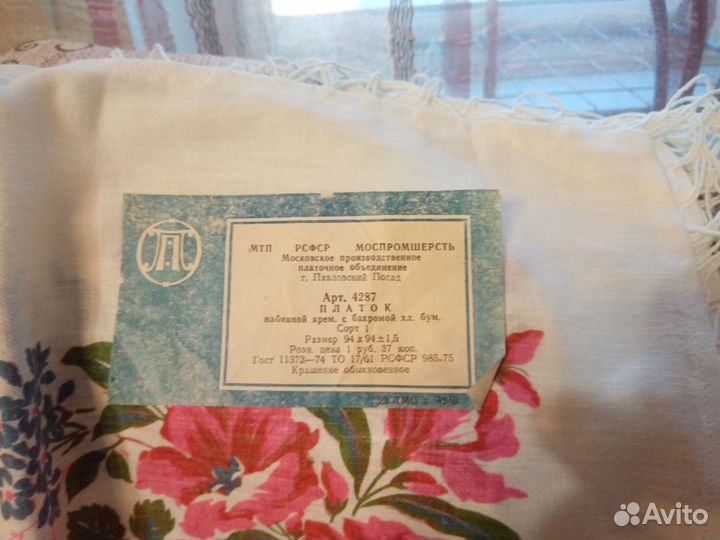 МТП РСФСР МОСПРОМШЕРСТЬ
Московское производственное
платочное объединение
г. Павловский Посад
Арт. 4287
ПЛАТОК
набивной крем. с бахромой хл. бум.
Сорт 1
Размер 94 х 94±1,5
Розн. цена 1 руб. 37 коп.
Гост 11372—74 ТО 17/61 РСФСР 985-75
Крашение обыкновенное
Avito